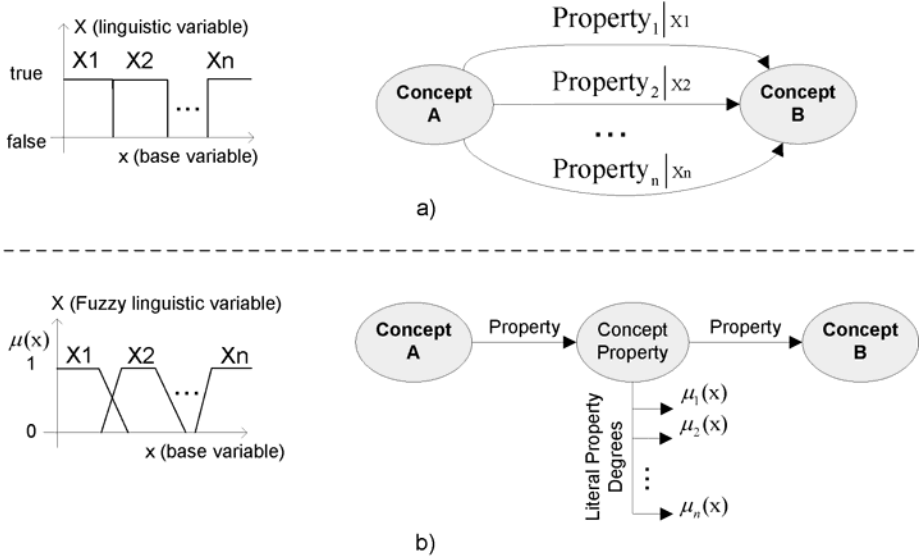 X (linguistic variable)
X1 X2 Xn
true
...
false
x (base variable)
Property₁|X1
Concept
A
Property₂|X2
Concept
B
...
Propertyₙ|Xn
a)
X (Fuzzy linguistic variable)
μ(x)
X1 X2 Xn
1
...
0
x (base variable)
Concept
A
Property
Concept
Property
Property
Concept
B
Literal Property
Degrees
μ₁(x)
μ₂(x)
...
μₙ(x)
b)